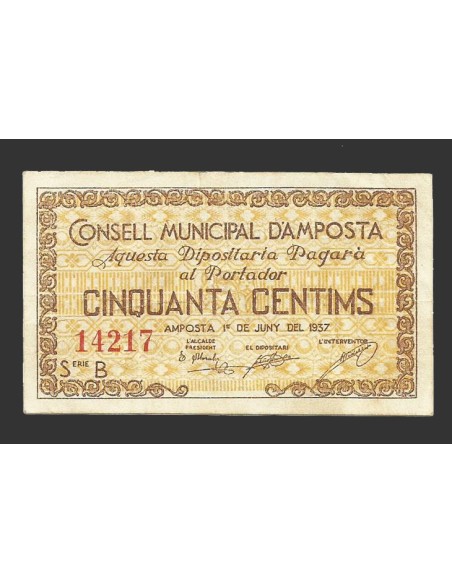 CONSELL MUNICIPAL D'AMPOSTA
Aquesta Dipositaria Pagarà
al Portador
CINQUANTA CENTIMS
AMPOSTA 1er DE JUNY DEL 1937
14217
L'ALCALDE PRESIDENT
EL DIPOSITARI
L'INTERVENTOR
SERIE B